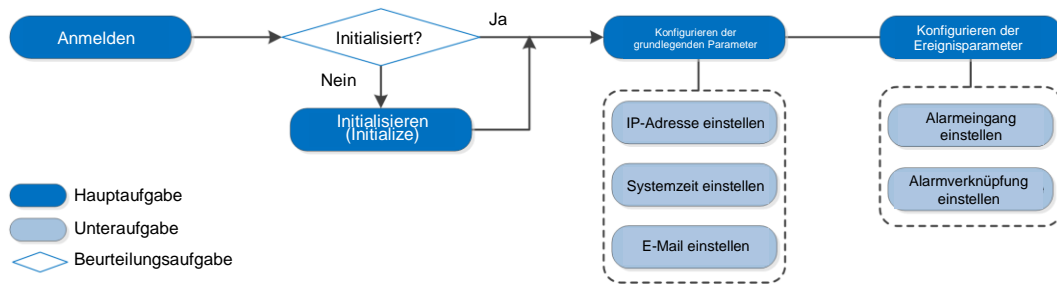 Anmelden
Initialisiert?
Ja
Nein
Initialisieren
(Initialize)
Konfigurieren der
grundlegenden Parameter
IP-Adresse einstellen
Systemzeit einstellen
E-Mail einstellen
Konfigurieren der
Ereignisparameter
Alarmeingang
einstellen
Alarmverknüpfung
einstellen
Hauptaufgabe
Unteraufgabe
Beurteilungsaufgabe